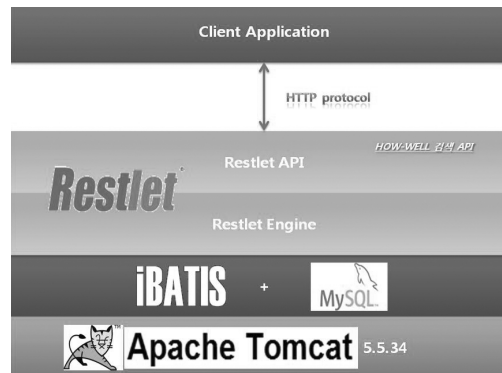 Client Application
HTTP protocol
HOW-WELL 검색 API
Restlet API
Restlet
Restlet Engine
iBATIS + MySQL
Apache Tomcat 5.5.34